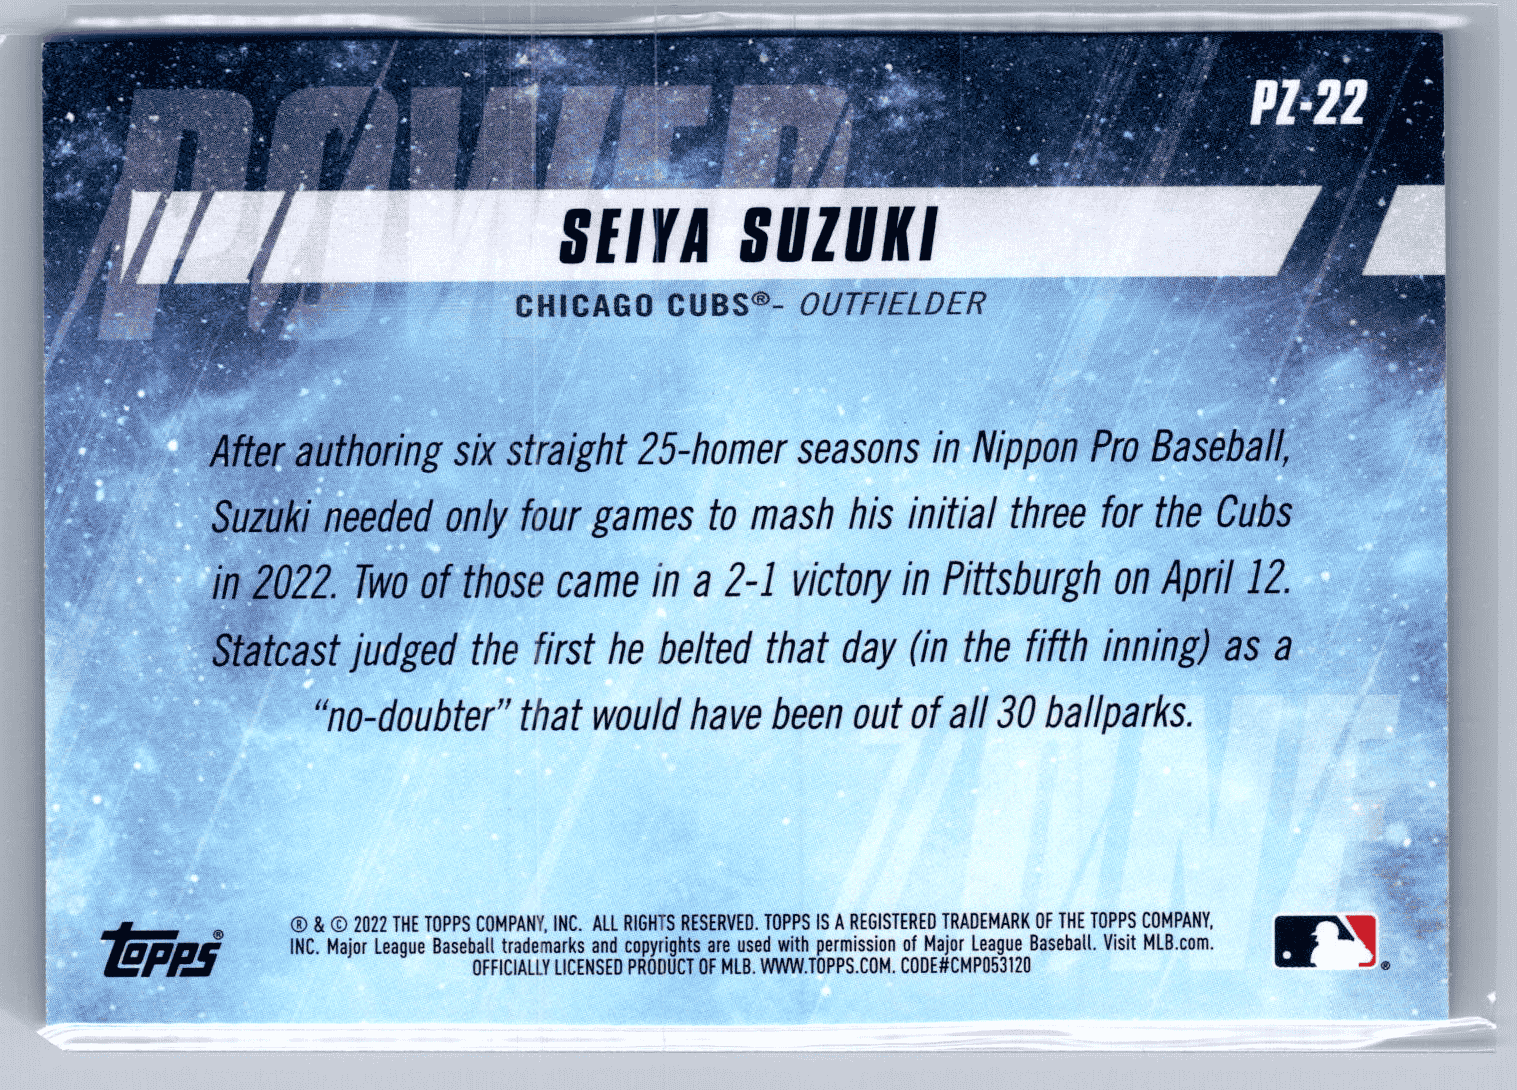 POWER
PZ-22
SEIYA SUZUKI
CHICAGO CUBS®- OUTFIELDER
After authoring six straight 25-homer seasons in Nippon Pro Baseball,
Suzuki needed only four games to mash his initial three for the Cubs
in 2022. Two of those came in a 2-1 victory in Pittsburgh on April 12.
Statcast judged the first he belted that day (in the fifth inning) as a
“no-doubter” that would have been out of all 30 ballparks.
ZONE
topps®
® & © 2022 THE TOPPS COMPANY, INC. ALL RIGHTS RESERVED. TOPPS IS A REGISTERED TRADEMARK OF THE TOPPS COMPANY,
INC. Major League Baseball trademarks and copyrights are used with permission of Major League Baseball. Visit MLB.com.
OFFICIALLY LICENSED PRODUCT OF MLB. WWW.TOPPS.COM. CODE#CMP053120
®